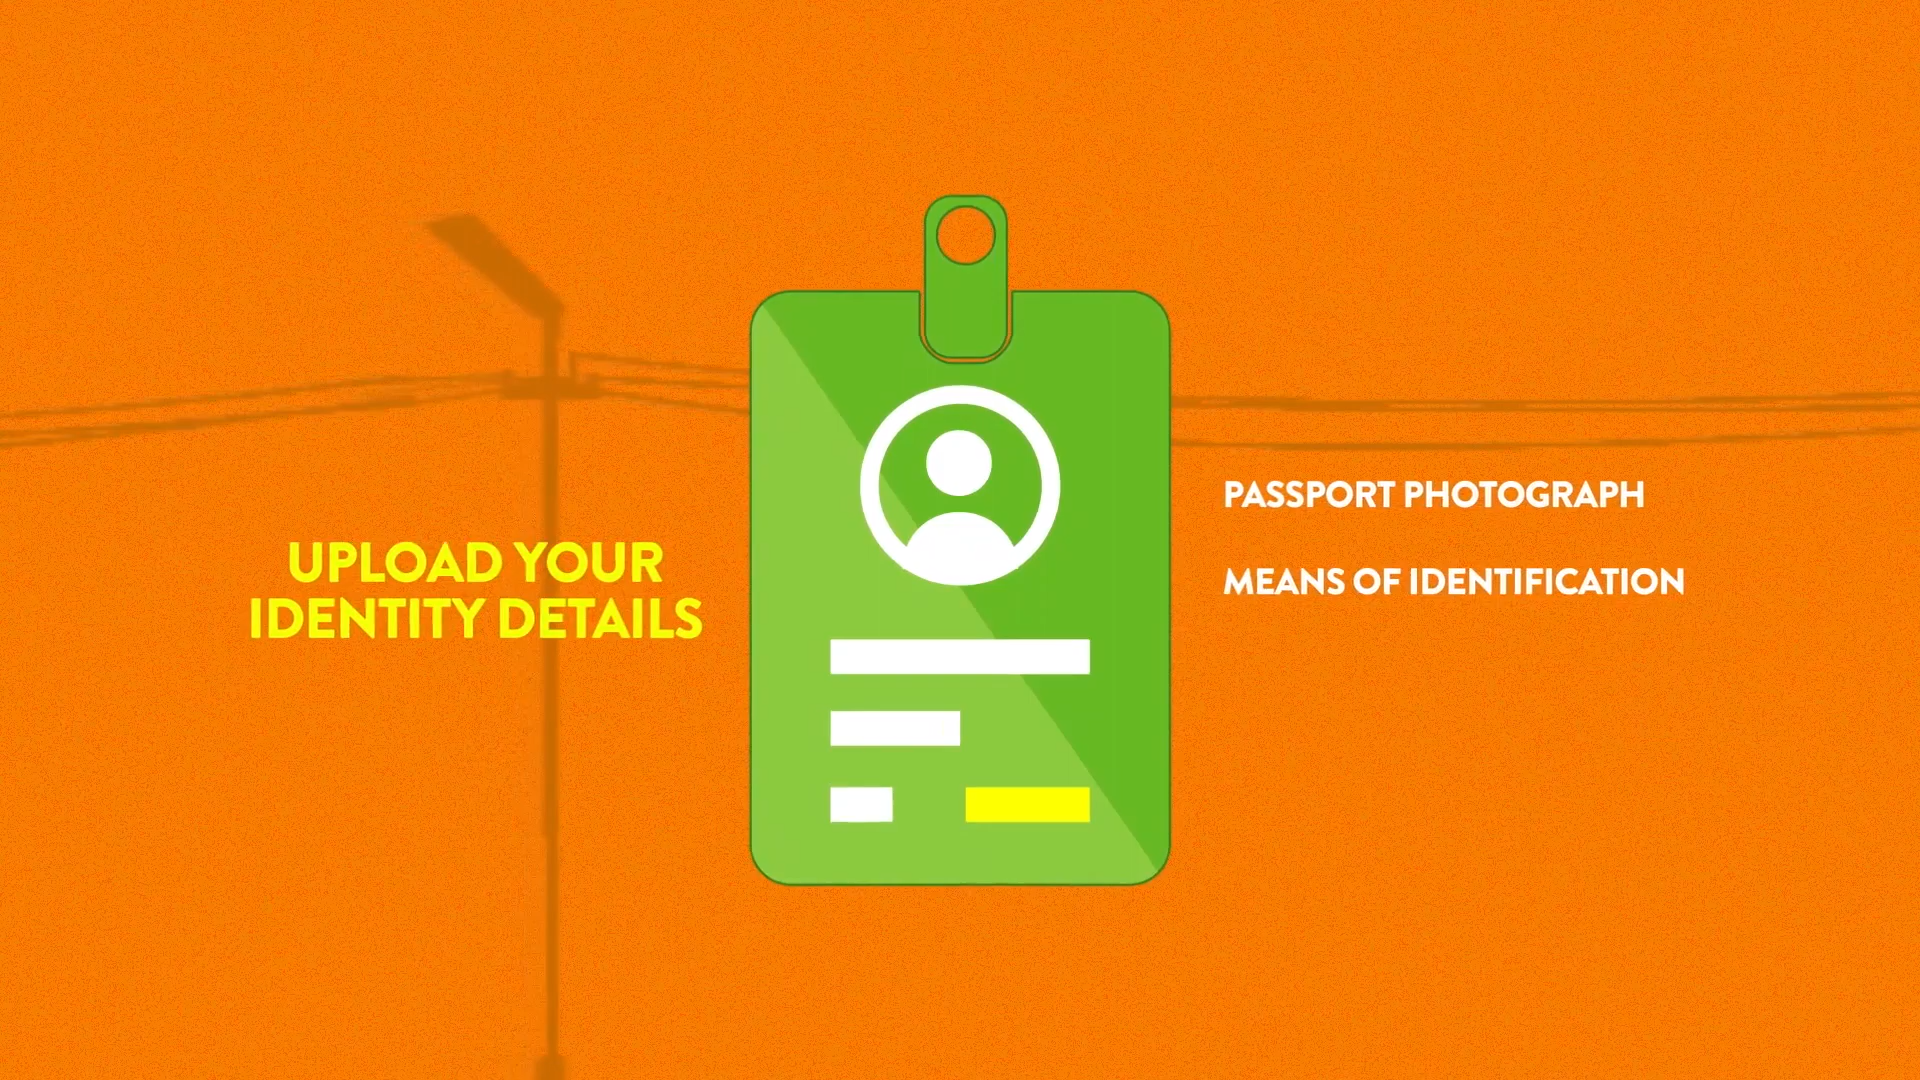 UPLOAD YOUR
IDENTITY DETAILS
PASSPORT PHOTOGRAPH
MEANS OF IDENTIFICATION